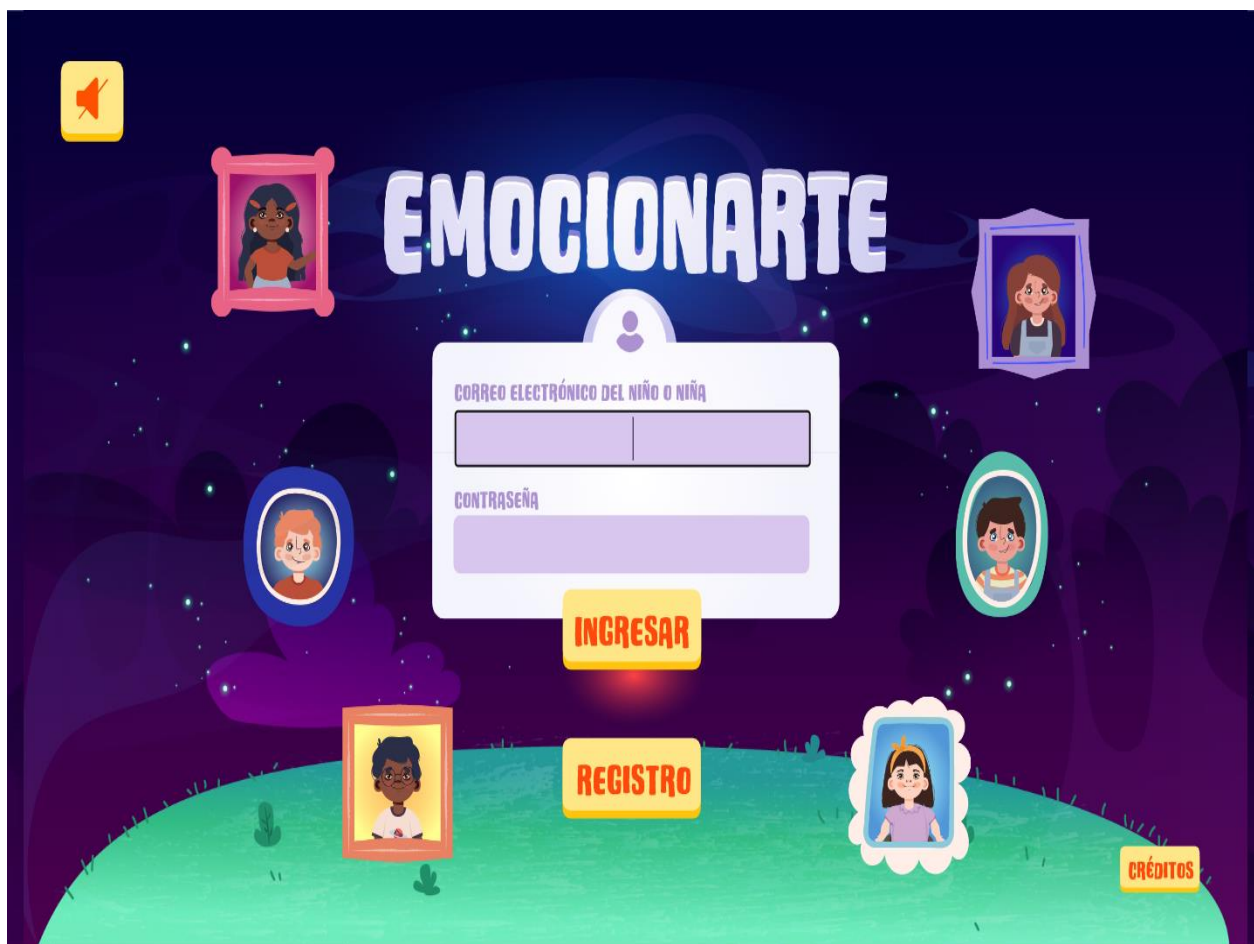 EMOCIONARTE
CORREO ELECTRÓNICO DEL NIÑO O NIÑA
CONTRASEÑA
INGRESAR
REGISTRO
CRÉDITOS